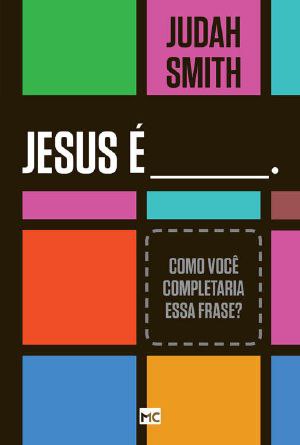 JUDAH
SMITH
JESUS É ______.
COMO VOCÊ
COMPLETARIA
ESSA FRASE?
MC